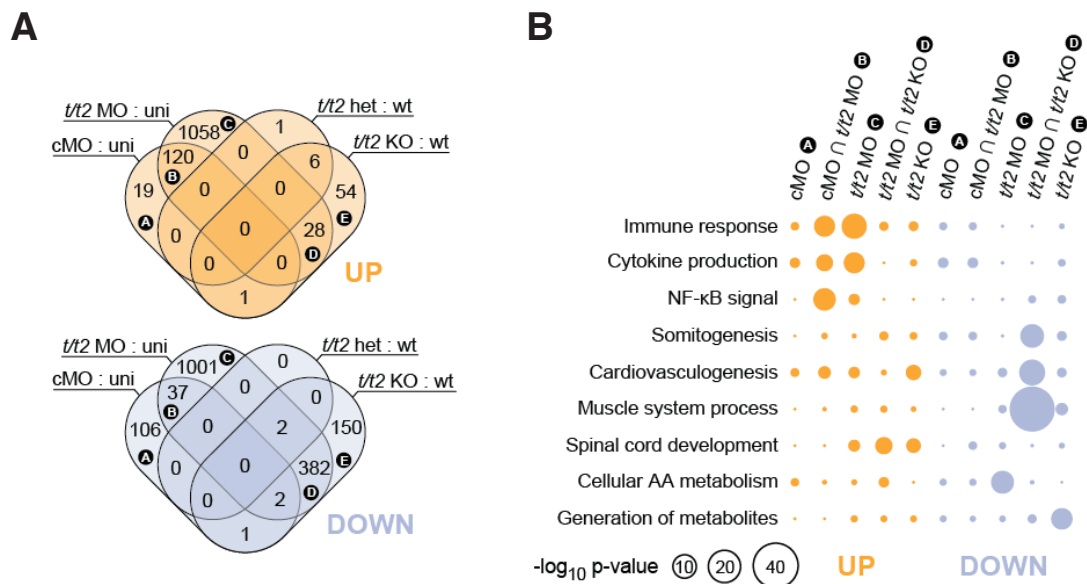 A
t/t2 MO : uni
t/t2 het : wt
cMO : uni
t/t2 KO : wt
1058 C
1
120
0
6
B
19
0
0
54
A
E
0
0
28
D
0
0
1
UP
t/t2 MO : uni
t/t2 het : wt
cMO : uni
t/t2 KO : wt
1001 C
0
37
0
0
B
106
0
2
150
A
E
0
0
382
D
0
2
1
DOWN
B
cMO A
cMO ∩ t/t2 MO B
t/t2 MO C
t/t2 MO ∩ t/t2 KO D
t/t2 KO E
cMO A
cMO ∩ t/t2 MO B
t/t2 MO C
t/t2 MO ∩ t/t2 KO D
t/t2 KO E
Immune response
Cytokine production
NF-κB signal
Somitogenesis
Cardiovasculogenesis
Muscle system process
Spinal cord development
Cellular AA metabolism
Generation of metabolites
-log10 p-value 10 20 40 UP DOWN